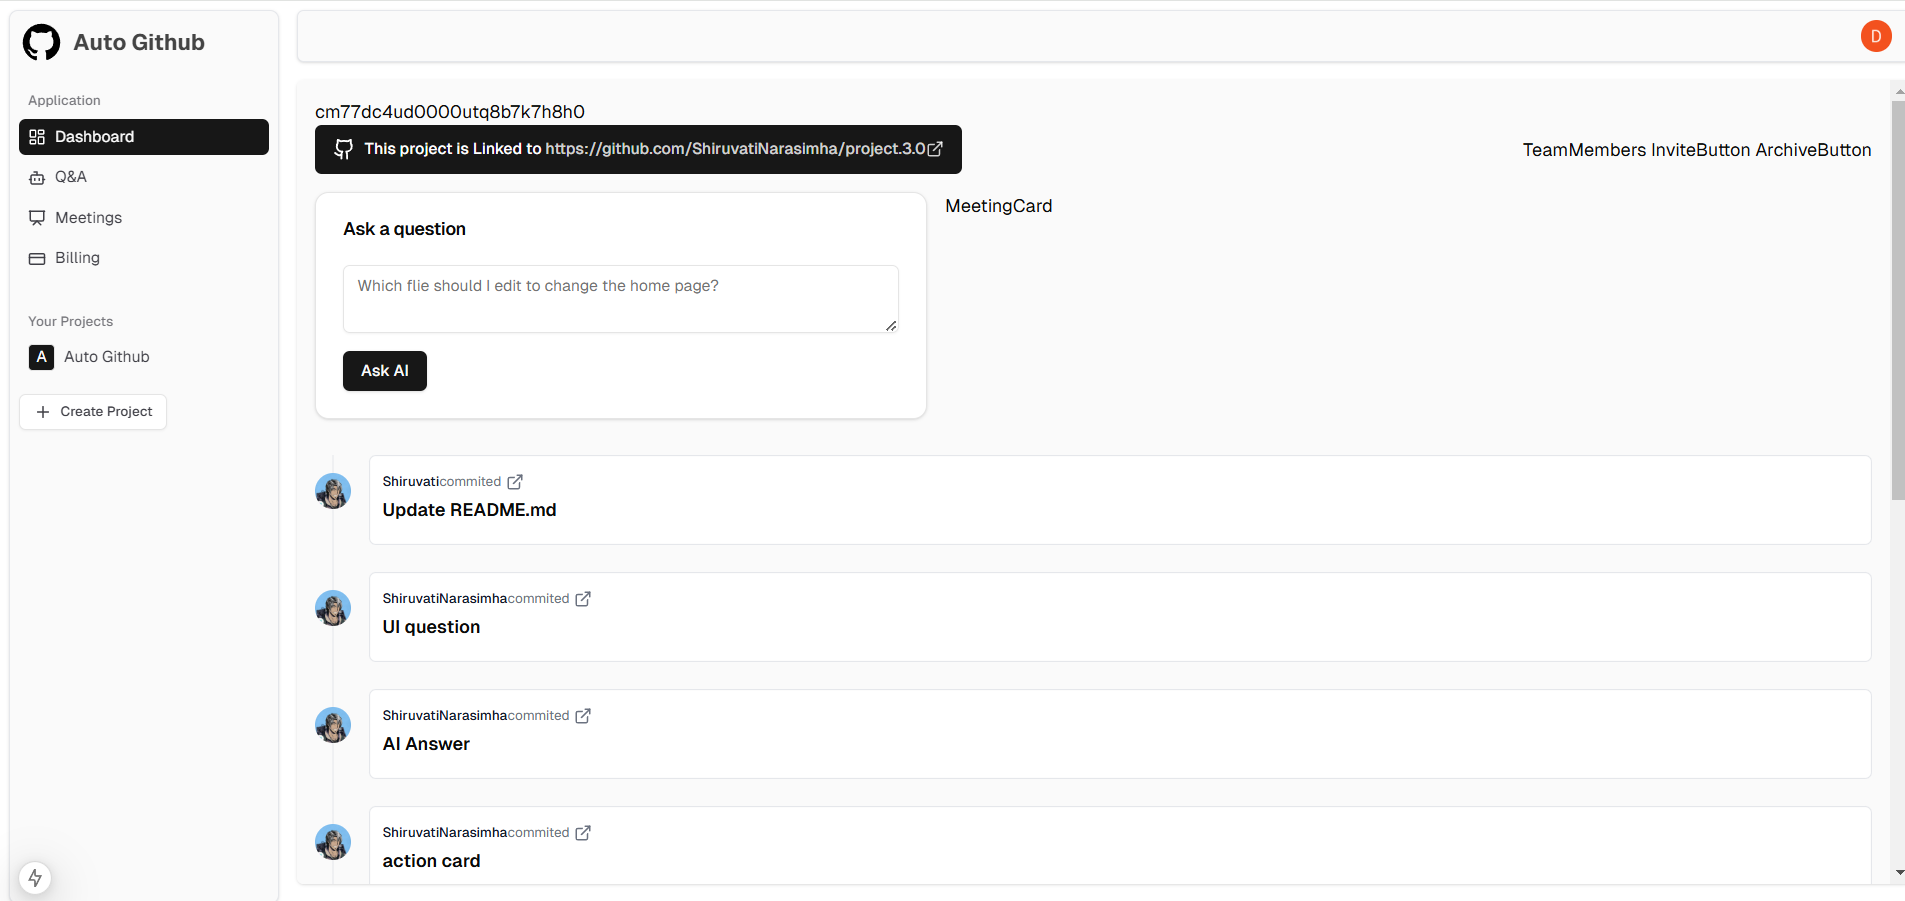 Auto Github
D
Application
Dashboard
Q&A
Meetings
Billing
Your Projects
A Auto Github
Create Project
cm77dc4ud0000utq8b7k7h8h0
This project is Linked to https://github.com/ShiruvatiNarasimha/project.3.0
TeamMembers InviteButton ArchiveButton
Ask a question
Which flie should I edit to change the home page?
Ask AI
MeetingCard
Shiruvaticommited
Update README.md
ShiruvatiNarasimhacommited
UI question
ShiruvatiNarasimhacommited
AI Answer
ShiruvatiNarasimhacommited
action card